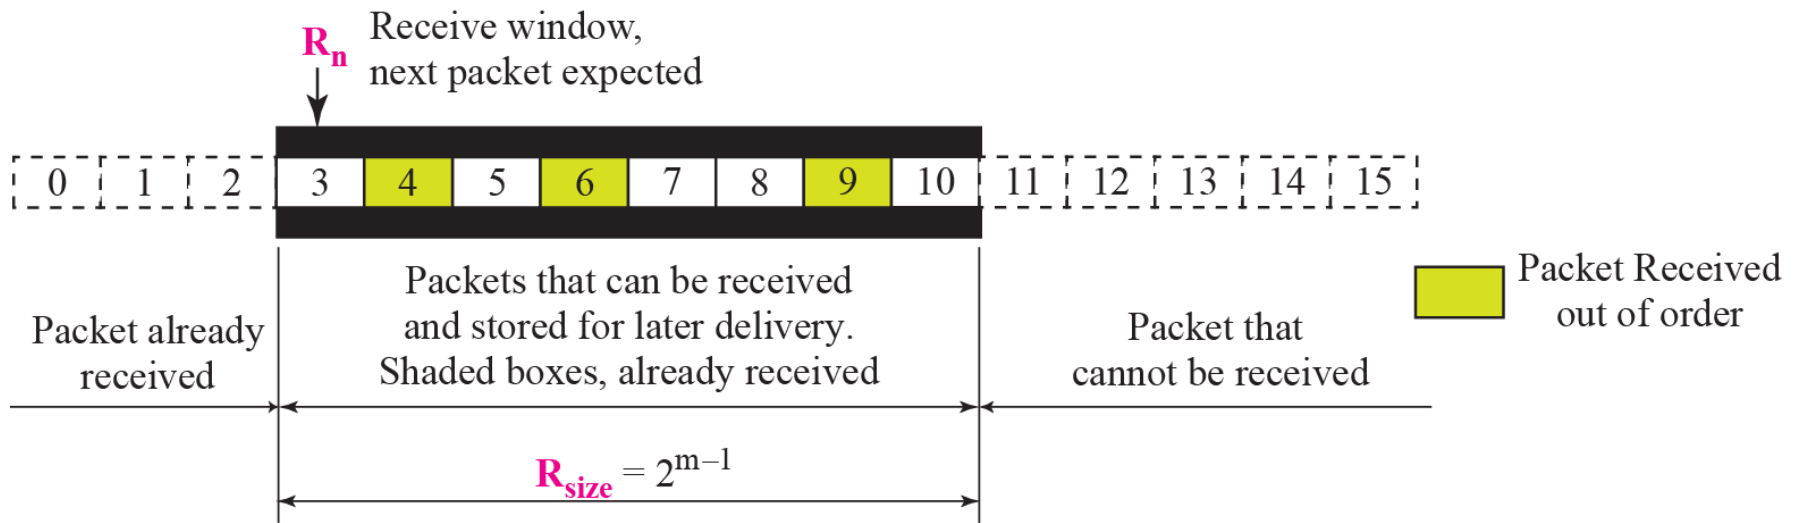 Rn
Receive window,
next packet expected
0 1 2 3 4 5 6 7 8 9 10 11 12 13 14 15
Packet already
received
Packets that can be received
and stored for later delivery.
Shaded boxes, already received
Packet that
cannot be received
Packet Received
out of order
Rsize = 2^m–1